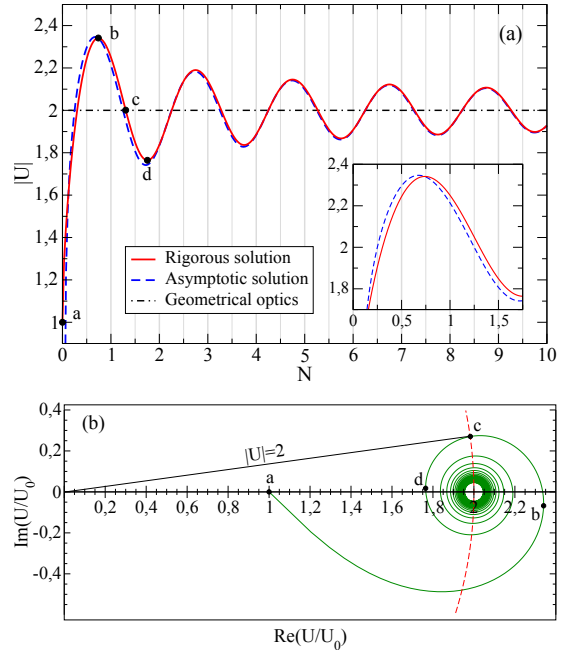 (a)
2,4
2,2
2
1,8
1,6
1,4
1,2
1
|U|
b
c
d
a
Rigorous solution
Asymptotic solution
Geometrical optics
2,4
2,2
2
1,8
0 0,5 1 1,5
0 1 2 3 4 5 6 7 8 9 10
N
(b)
0,4
0,2
0
-0,2
-0,4
Im(U/U0)
|U|=2
c
a
d
b
0,2 0,4 0,6 0,8 1 1,2 1,4 1,6 1,8 2 2,2
Re(U/U0)